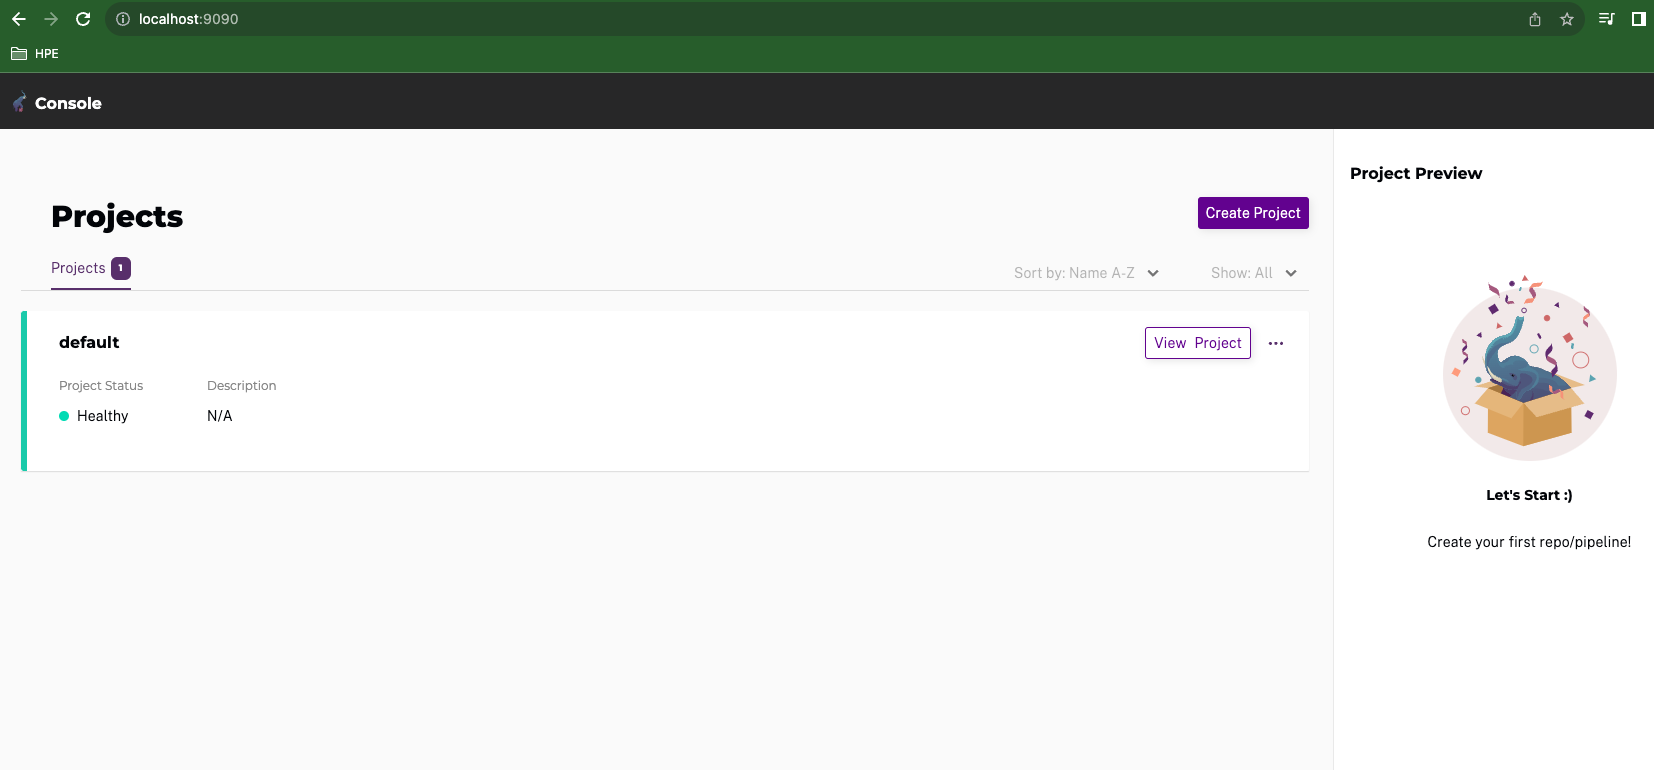 localhost:9090
HPE
Console
Projects
Create Project
Projects 1
Sort by: Name A-Z
Show: All
default
View Project
Project Status
Description
Healthy
N/A
Project Preview
Let's Start :)
Create your first repo/pipeline!